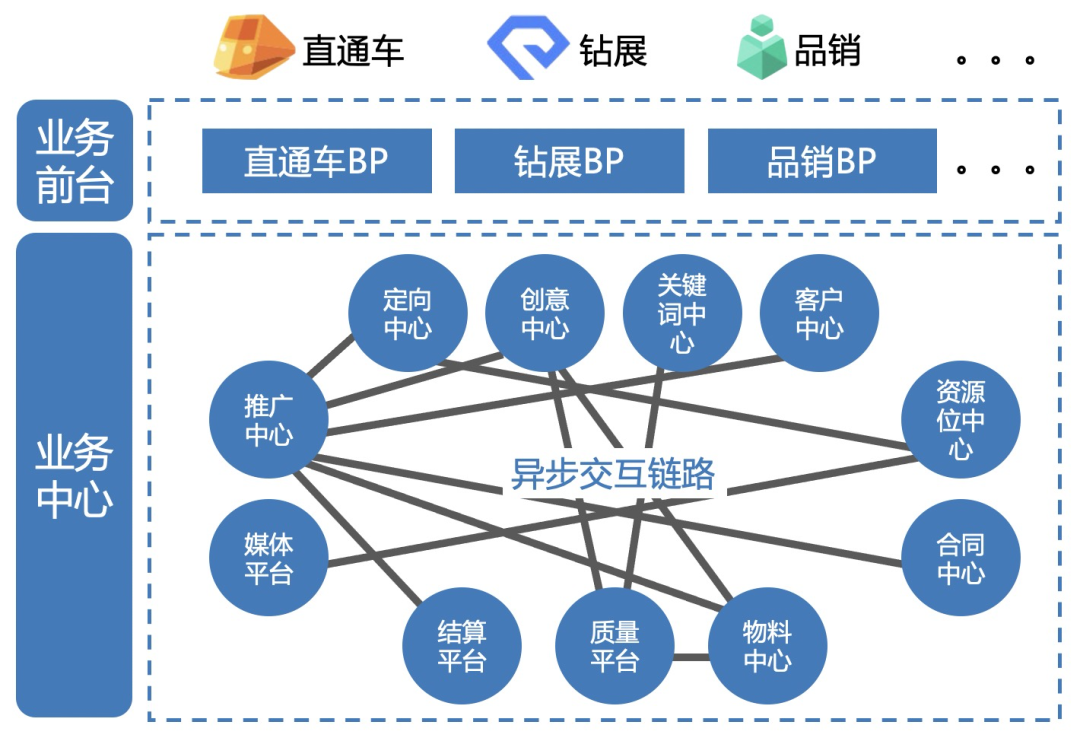 直通车
钻展
品销
。。。
业务
前台
直通车BP
钻展BP
品销BP
。。。
业务
中心
定向
中心
创意
中心
关键
词中
心
客户
中心
推广
中心
资源
位中
心
异步交互链路
媒体
平台
合同
中心
结算
平台
质量
平台
物料
中心